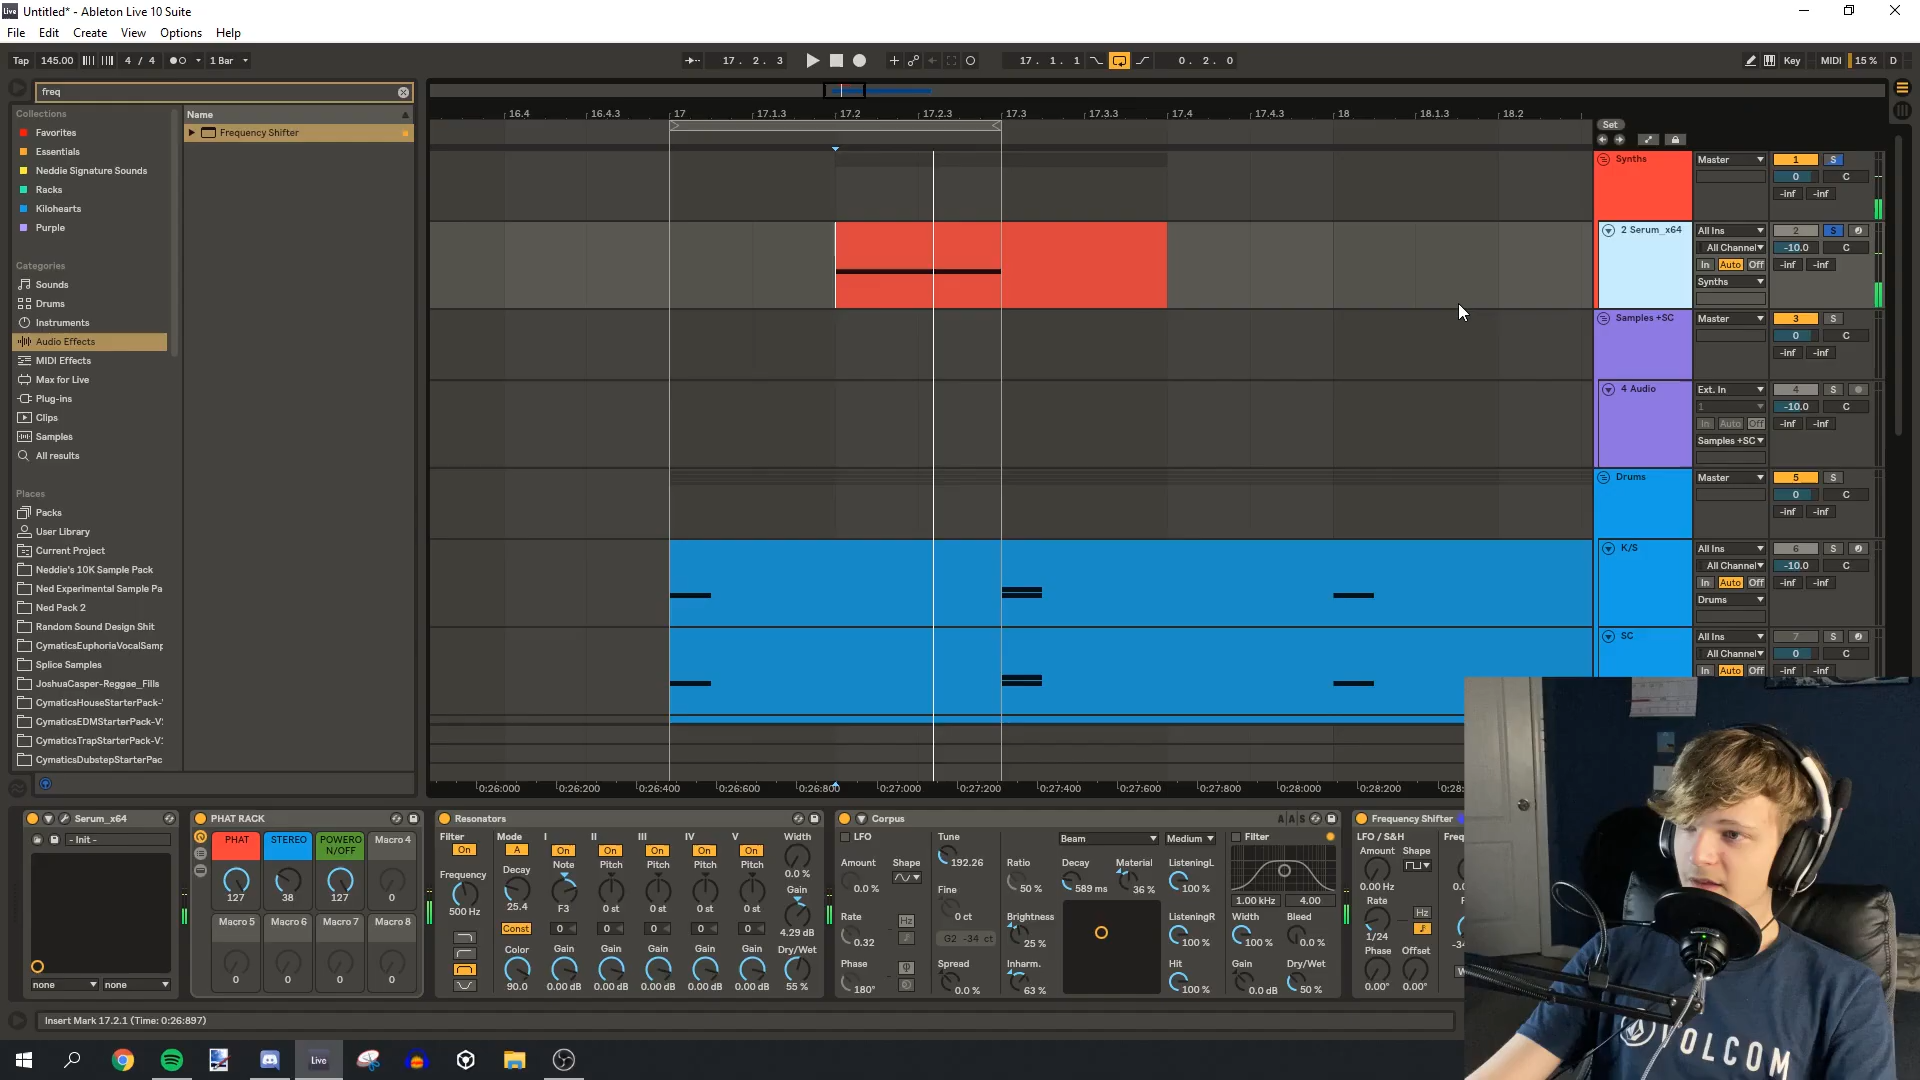 Untitled* - Ableton Live 10 Suite
File Edit Create View Options Help
Tap 145.00 4 / 4 1 Bar 17. 2. 3 17. 1. 1 0. 2. 0 Key MIDI 15 % D
freq
Collections
Favorites
Essentials
Neddie Signature Sounds
Racks
Kilohearts
Purple
Categories
Sounds
Drums
Instruments
Audio Effects
MIDI Effects
Max for Live
Plug-ins
Clips
Samples
All results
Places
Packs
User Library
Current Project
Neddie's 10K Sample Pack
Ned Experimental Sample Pa
Ned Pack 2
Random Sound Design Shit
CymaticsEuphoriaVocalSamp
Splice Samples
JoshuaCasper-Reggae_Fills
CymaticsHouseStarterPack-
CymaticsEDMStarterPack-V
CymaticsTrapStarterPack-V
CymaticsDubstepStarterPac
Name
Frequency Shifter
16.4 16.4.3 17 17.1.3 17.2 17.2.3 17.3 17.3.3 17.4 17.4.3 18 18.1.3 18.2
Set
Synths Master 1 S
0 C
-inf -inf
2 Serum_x64 All Ins 2 S
All Channel -10.0 C
In Auto Off -inf -inf
Synths
Samples +SC Master 3 S
0 C
-inf -inf
4 Audio Ext. In 4 S
1 -10.0 C
In Auto Off -inf -inf
Samples +SC
Drums Master 5 S
0 C
-inf -inf
K/S All Ins 6 S
All Channel -10.0 C
In Auto Off -inf -inf
Drums
SC All Ins 7 S
All Channel 0 C
In Auto Off -inf -inf
0:26:000 0:26:200 0:26:400 0:26:600 0:26:800 0:27:000 0:27:200 0:27:400 0:27:600 0:27:800 0:28:000 0:28:200 0:28:
Serum_x64
- Init -
none none
PHAT RACK
PHAT STEREO POWERO N/OFF Macro 4
127 38 127 0
Macro 5 Macro 6 Macro 7 Macro 8
0 0 0 0
Resonators
Filter Mode I II III IV V Width
On A On On On On On
Decay Note Pitch Pitch Pitch Pitch 0.0 %
Frequency Gain
500 Hz 25.4 F3 0 st 0 st 0 st 0 st
Const 0 0 0 0 0 4.29 dB
Color Gain Gain Gain Gain Gain Dry/Wet
90.0 0.00 dB 0.00 dB 0.00 dB 0.00 dB 0.00 dB 55 %
Corpus A A S
LFO Tune Beam Medium Filter
Amount Shape 192.26 Ratio Decay Material ListeningL
0.0 % Fine 50 % 589 ms 36 % 100 %
Rate Hz 0 ct Brightness ListeningR 1.00 kHz 4.00
0.32 G2 -34 ct 25 % 100 % Width Bleed
100 % 0.0 %
Phase Spread Inharm. Hit Gain Dry/Wet
180° 0.0 % 63 % 100 % 0.0 dB 50 %
Frequency Shifter
LFO / S&H Freq
Amount Shape
0.00 Hz
Rate Hz
1/24
Phase Offset
0.00° 0.00°
Insert Mark 17.2.1 (Time: 0:26:897)
Live
VOLCOM